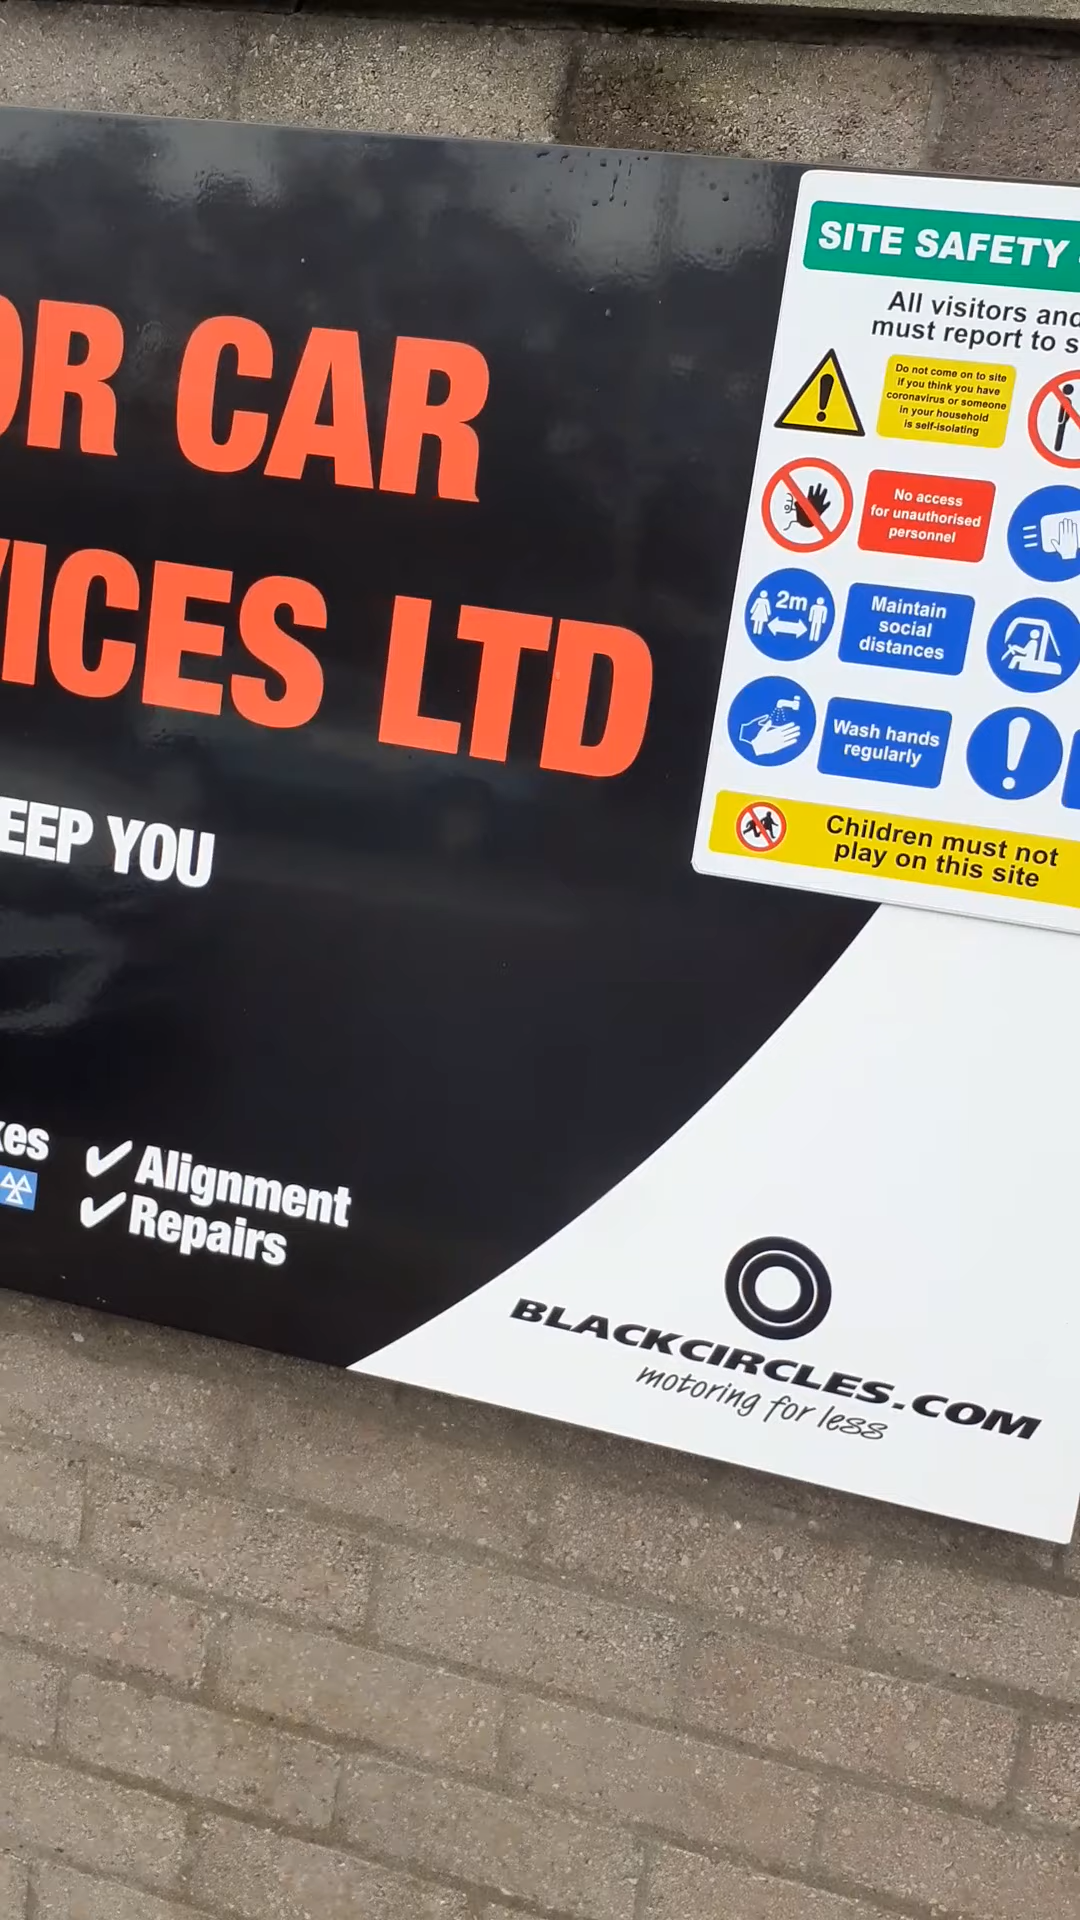 OR CAR
VICES LTD
EEP YOU
kes
✓ Alignment
✓ Repairs
SITE SAFETY
All visitors and
must report to s
Do not come on to site
if you think you have
coronavirus or someone
in your household
is self-isolating
No access
for unauthorised
personnel
2m
Maintain
social
distances
Wash hands
regularly
Children must not
play on this site
BLACKCIRCLES.COM
motoring for less